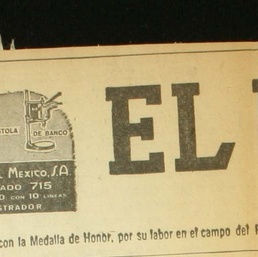 TOLA DE BANCO
MEXICO, S.A.
ADO 715
0 CON 10 LINEAS
STRADOR
EL
con la Medalla de Honor, por su labor en el campo del